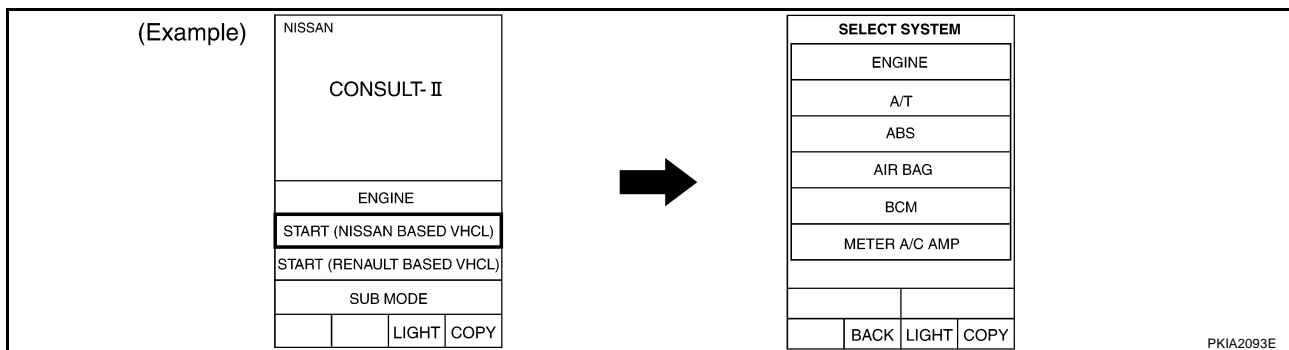 (Example)
NISSAN
CONSULT-Ⅱ
ENGINE
START (NISSAN BASED VHCL)
START (RENAULT BASED VHCL)
SUB MODE
LIGHT COPY
SELECT SYSTEM
ENGINE
A/T
ABS
AIR BAG
BCM
METER A/C AMP
BACK LIGHT COPY
PKIA2093E